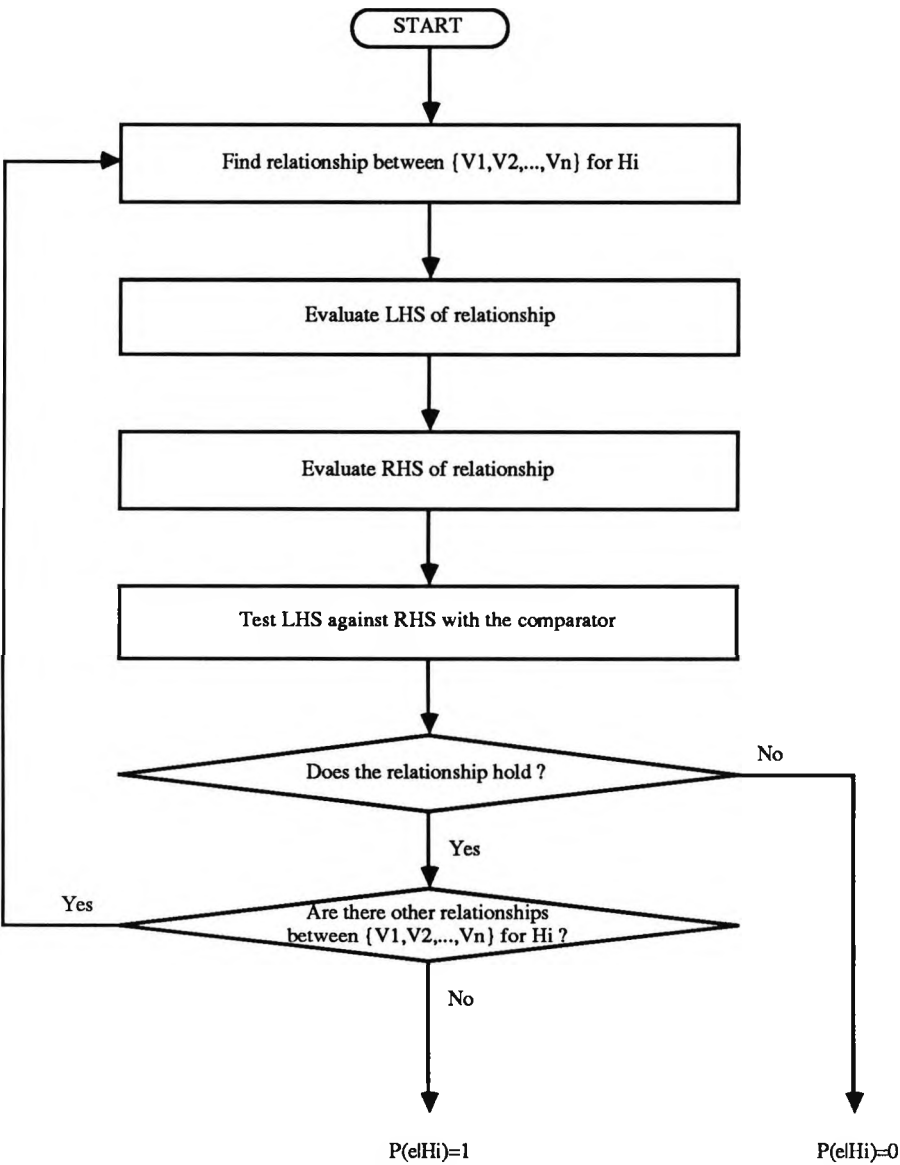 START
Find relationship between {V1,V2,...,Vn} for Hi
Evaluate LHS of relationship
Evaluate RHS of relationship
Test LHS against RHS with the comparator
Does the relationship hold ?
No
Yes
Yes
Are there other relationships
between {V1,V2,...,Vn} for Hi ?
No
P(e|Hi)=1
P(e|Hi)=0